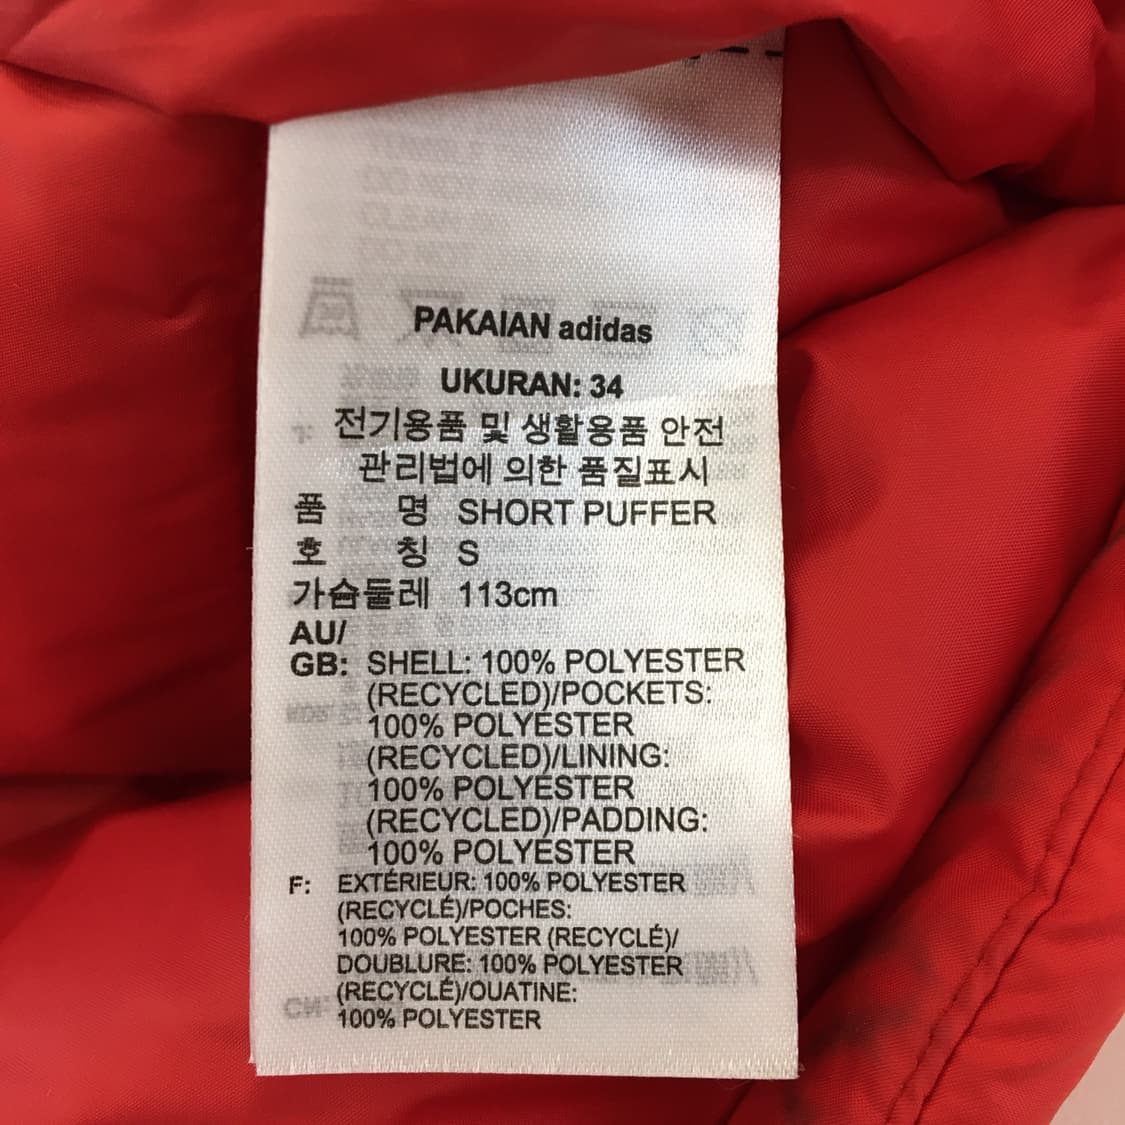 PAKAIAN adidas
UKURAN: 34
전기용품 및 생활용품 안전
관리법에 의한 품질표시
품 명 SHORT PUFFER
호 칭 S
가슴둘레 113cm
AU/
GB: SHELL: 100% POLYESTER
(RECYCLED)/POCKETS:
100% POLYESTER
(RECYCLED)/LINING:
100% POLYESTER
(RECYCLED)/PADDING:
100% POLYESTER
F: EXTÉRIEUR: 100% POLYESTER
(RECYCLÉ)/POCHES:
100% POLYESTER (RECYCLÉ)/
DOUBLURE: 100% POLYESTER
(RECYCLÉ)/OUATINE:
100% POLYESTER